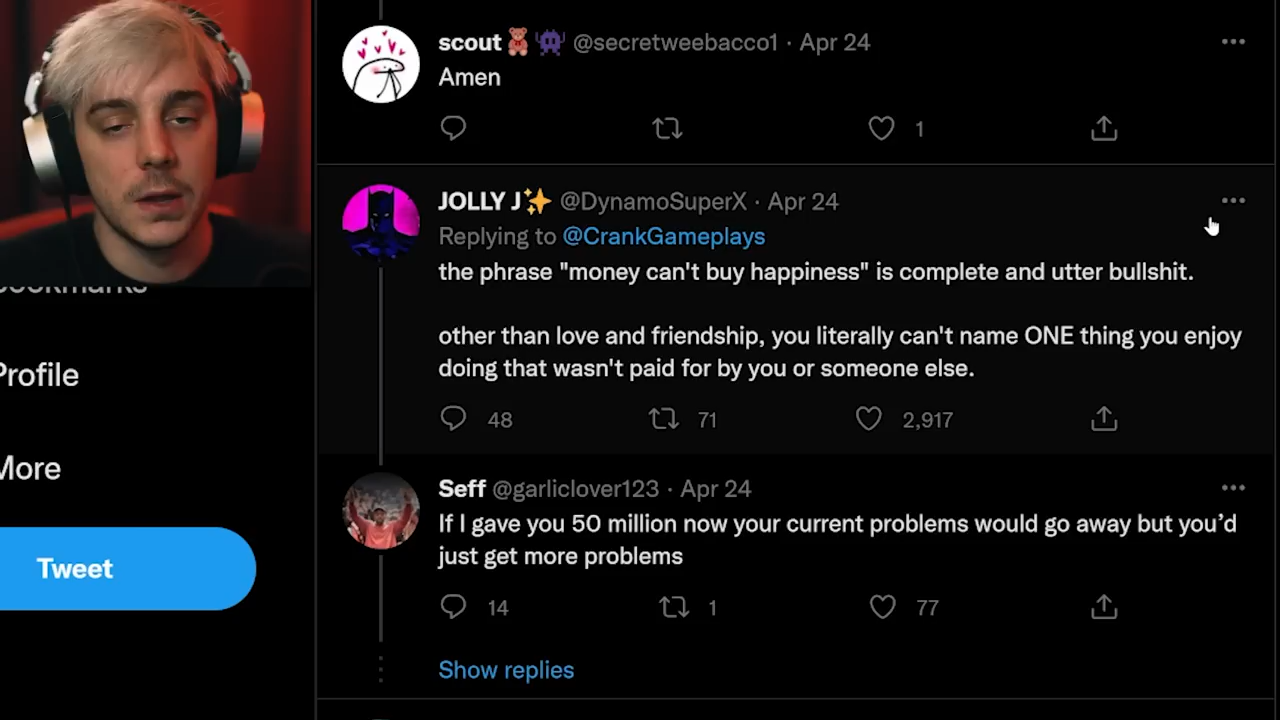 scout @secretweebacco1 · Apr 24
Amen
1
JOLLY J✨ @DynamoSuperX · Apr 24
Replying to @CrankGameplays
the phrase "money can't buy happiness" is complete and utter bullshit.
other than love and friendship, you literally can't name ONE thing you enjoy
doing that wasn't paid for by you or someone else.
48 71 2,917
Seff @garliclover123 · Apr 24
If I gave you 50 million now your current problems would go away but you'd
just get more problems
14 1 77
Show replies
Bookmarks
Profile
More
Tweet